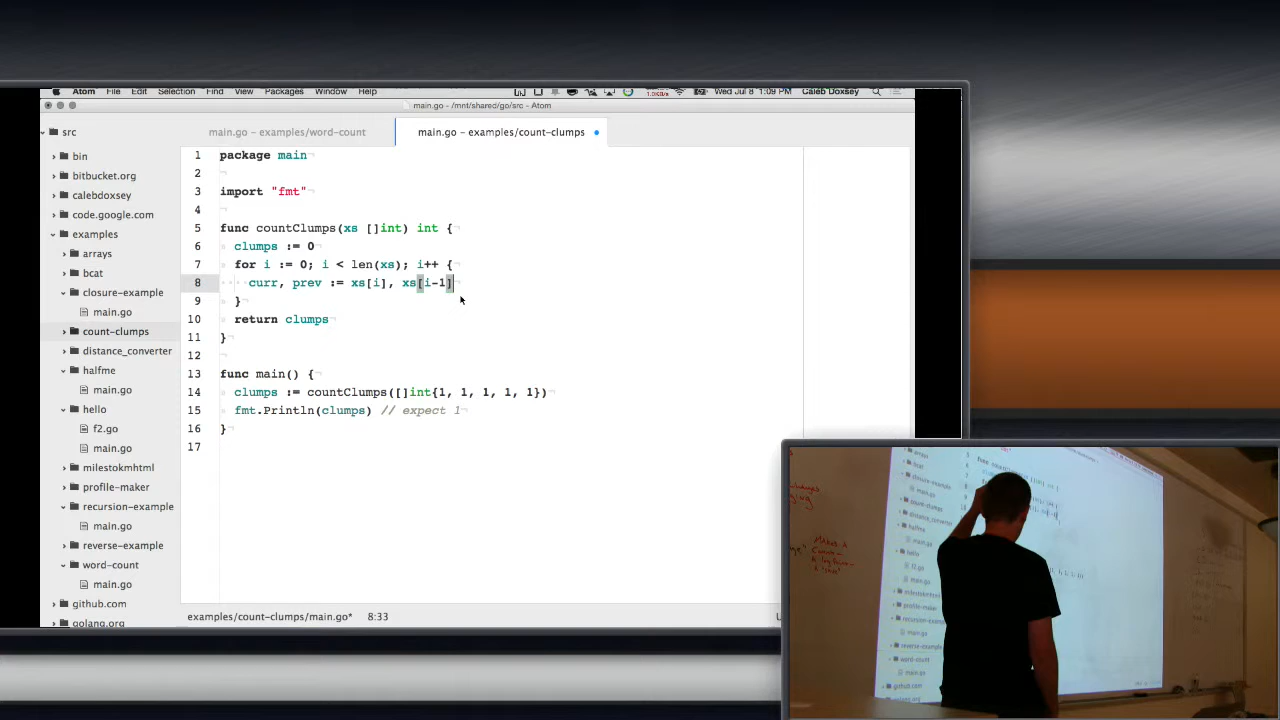 Atom File Edit Selection Find View Packages Window Help Wed Jul 8 1:09 PM Caleb Doxsey
main.go - /mnt/shared/go/src - Atom
src
bin
bitbucket.org
calebdoxsey
code.google.com
examples
arrays
bcat
closure-example
main.go
count-clumps
distance_converter
halfme
main.go
hello
f2.go
main.go
milestokmhtml
profile-maker
recursion-example
main.go
reverse-example
word-count
main.go
github.com
golang.org
main.go – examples/word-count
main.go – examples/count-clumps
1 package main
2
3 import "fmt"
4
5 func countClumps(xs []int) int {
6 clumps := 0
7 for i := 0; i < len(xs); i++ {
8 curr, prev := xs[i], xs[i-1]
9 }
10 return clumps
11 }
12
13 func main() {
14 clumps := countClumps([]int{1, 1, 1, 1, 1})
15 fmt.Println(clumps) // expect 1
16 }
17
examples/count-clumps/main.go* 8:33